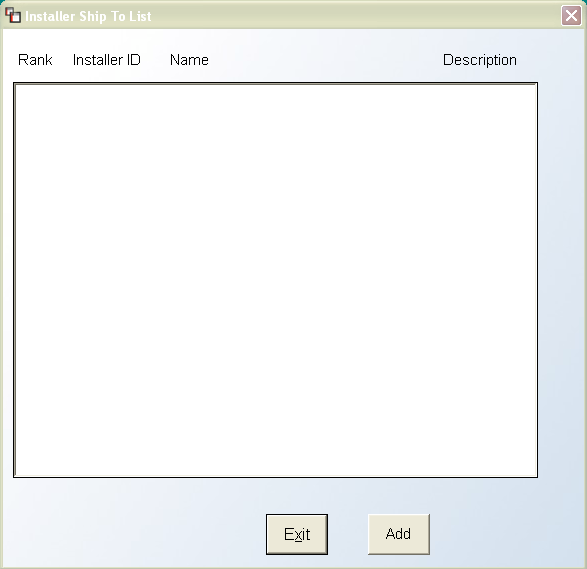 Installer Ship To List
Rank Installer ID Name Description
Exit Add